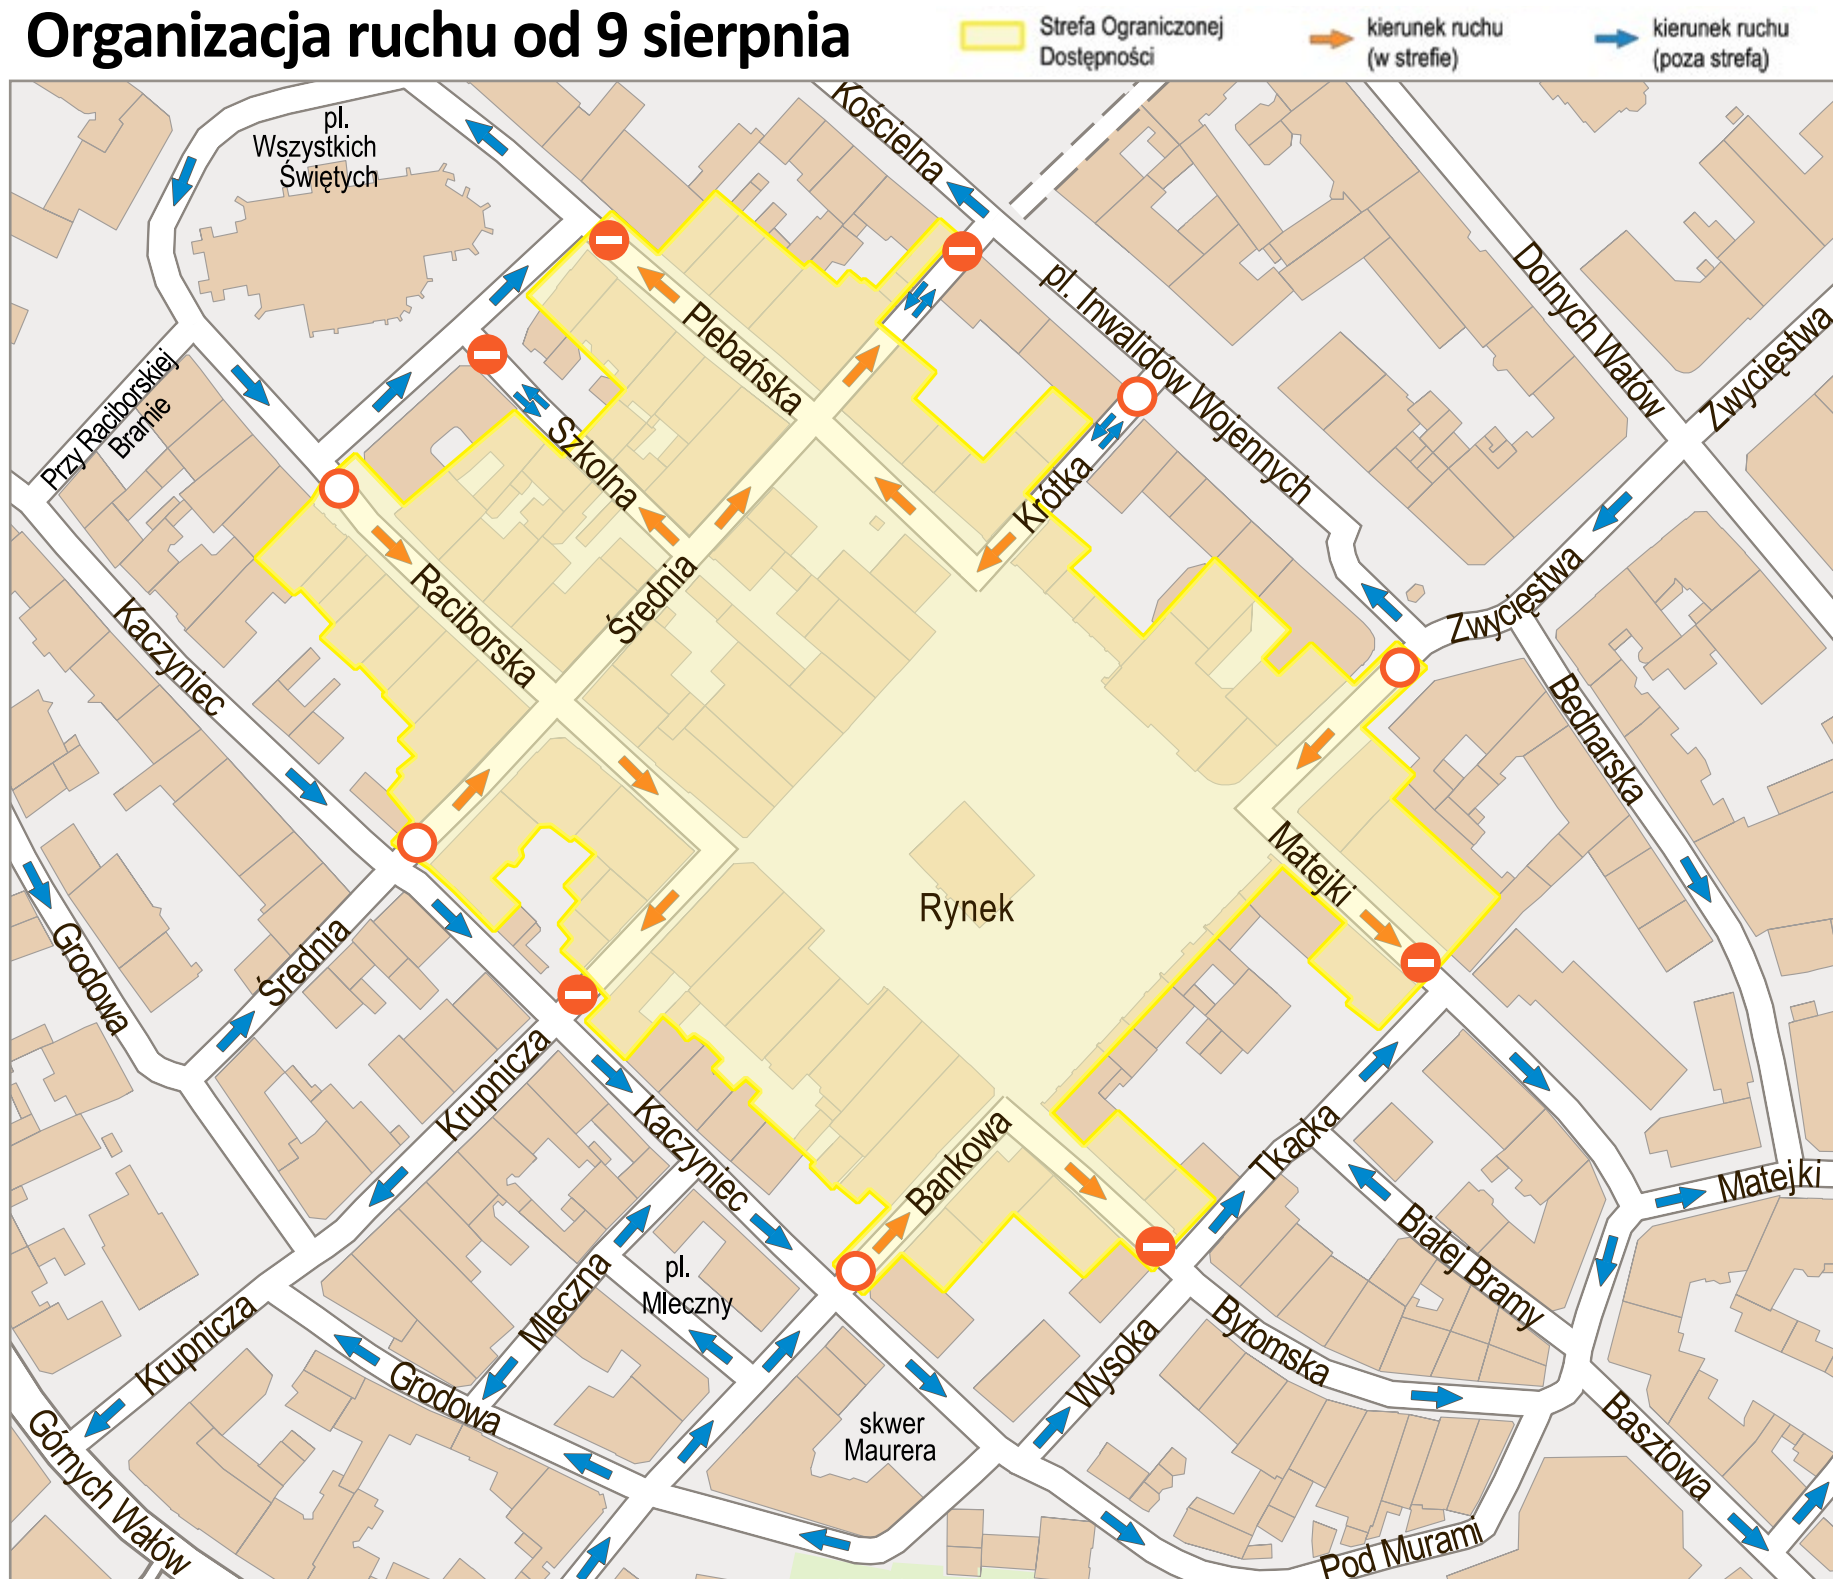 Organizacja ruchu od 9 sierpnia
Strefa Ograniczonej
Dostępności
kierunek ruchu
(w strefie)
kierunek ruchu
(poza strefą)
pl.
Wszystkich
Świętych
Kościelna
pl. Inwalidów Wojennych
Dolnych Wałów
Zwycięstwa
Plebańska
Przy Raciborskiej
Bramie
Szkolna
Krótka
Raciborska
Średnia
Zwycięstwa
Kaczyniec
Bednarska
Matejki
Rynek
Grodowa
Średnia
Krupnicza
Kaczyniec
Bankowa
Tkacka
Matejki
Białej Bramy
pl.
Mleczny
Mleczna
Krupnicza
Bytomska
Wysoka
Grodowa
skwer
Maurera
Basztowa
Górnych Wałów
Pod Murami